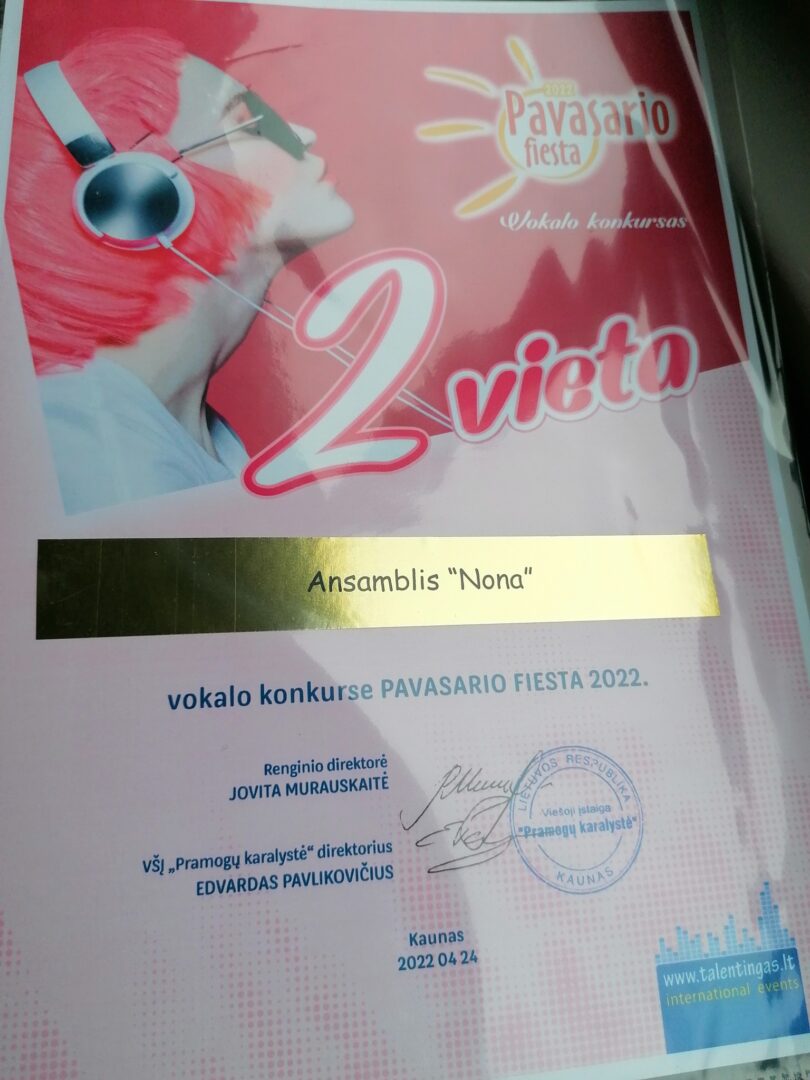 2022
Pavasario
fiesta
Vokalo konkursas
2 vieta
Ansamblis “Nona”
vokalo konkurse PAVASARIO FIESTA 2022.
Renginio direktorė
JOVITA MURAUSKAITĖ
VšĮ „Pramogų karalystė“ direktorius
EDVARDAS PAVLIKOVIČIUS
LIETUVOS RESPUBLIKA
Viešoji įstaiga
"Pramogų karalystė"
KAUNAS
Kaunas
2022 04 24
www.talentingas.lt
international events